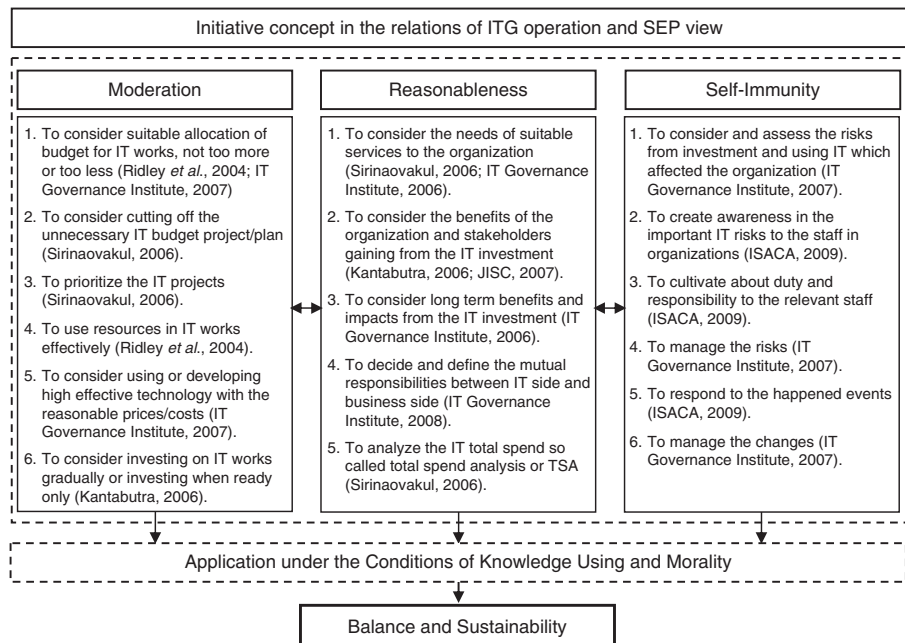 Initiative concept in the relations of ITG operation and SEP view
Moderation
1. To consider suitable allocation of
budget for IT works, not too more
or too less (Ridley et al., 2004; IT
Governance Institute, 2007)
2. To consider cutting off the
unnecessary IT budget project/plan
(Sirinaovakul, 2006).
3. To prioritize the IT projects
(Sirinaovakul, 2006).
4. To use resources in IT works
effectively (Ridley et al., 2004).
5. To consider using or developing
high effective technology with the
reasonable prices/costs (IT
Governance Institute, 2007).
6. To consider investing on IT works
gradually or investing when ready
only (Kantabutra, 2006).
Reasonableness
1. To consider the needs of suitable
services to the organization
(Sirinaovakul, 2006; IT Governance
Institute, 2006).
2. To consider the benefits of the
organization and stakeholders
gaining from the IT investment
(Kantabutra, 2006; JISC, 2007).
3. To consider long term benefits and
impacts from the IT investment (IT
Governance Institute, 2006).
4. To decide and define the mutual
responsibilities between IT side and
business side (IT Governance
Institute, 2008).
5. To analyze the IT total spend so
called total spend analysis or TSA
(Sirinaovakul, 2006).
Self-Immunity
1. To consider and assess the risks
from investment and using IT which
affected the organization (IT
Governance Institute, 2007).
2. To create awareness in the
important IT risks to the staff in
organizations (ISACA, 2009).
3. To cultivate about duty and
responsibility to the relevant staff
(ISACA, 2009).
4. To manage the risks (IT
Governance Institute,
2007).
5. To respond to the happened events
(ISACA, 2009).
6. To manage the changes (IT
Governance Institute, 2007).
Application under the Conditions of Knowledge Using and Morality
Balance and Sustainability